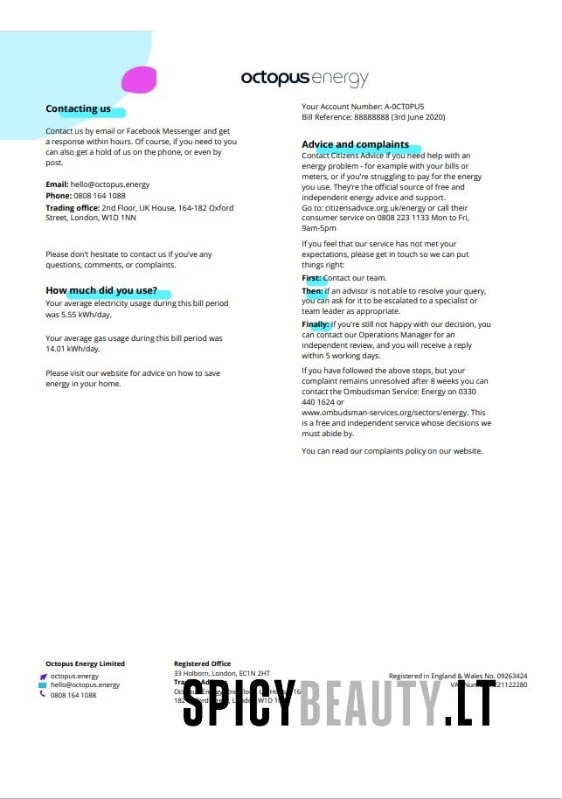 octopus energy
Contacting us
Contact us by email or Facebook Messenger and get
a response within hours. Of course, if you need to you
can also get a hold of us on the phone, or even by
post.
Email: hello@octopus.energy
Phone: 0808 164 1088
Trading office: 2nd Floor, UK House, 164-182 Oxford
Street, London, W1D 1NN
Please don't hesitate to contact us if you've any
questions, comments, or complaints.
How much did you use?
Your average electricity usage during this bill period
was 5.55 kWh/day.
Your average gas usage during this bill period was
14.01 kWh/day.
Please visit our website for advice on how to save
energy in your home.
Your Account Number: A-0CT0PU5
Bill Reference: 88888888 (3rd June 2020)
Advice and complaints
Contact Citizens Advice if you need help with an
energy problem - for example with your bills or
meters, or if you're struggling to pay for the energy
you use. They're the official source of free and
independent energy advice and support.
Go to: citizensadvice.org.uk/energy or call their
consumer service on 0808 223 1133 Mon to Fri,
9am-5pm
If you feel that our service has not met your
expectations, please get in touch so we can put
things right:
First: Contact our team.
Then: if an advisor is not able to resolve your query,
you can ask for it to be escalated to a specialist or
team leader as appropriate.
Finally: if you're still not happy with our decision, you
can contact our Operations Manager for an
independent review, and you will receive a reply
within 5 working days.
If you have followed the above steps, but your
complaint remains unresolved after 8 weeks you can
contact the Ombudsman Service: Energy on 0330
440 1624 or
www.ombudsman-services.org/sectors/energy. This
is a free and independent service whose decisions we
must abide by.
You can read our complaints policy on our website.
Octopus Energy Limited
octopus.energy
hello@octopus.energy
0808 164 1088
Registered Office
33 Holborn, London, EC1N 2HT
Registered in England & Wales No. 09263424
SPICYBEAUTY.LT